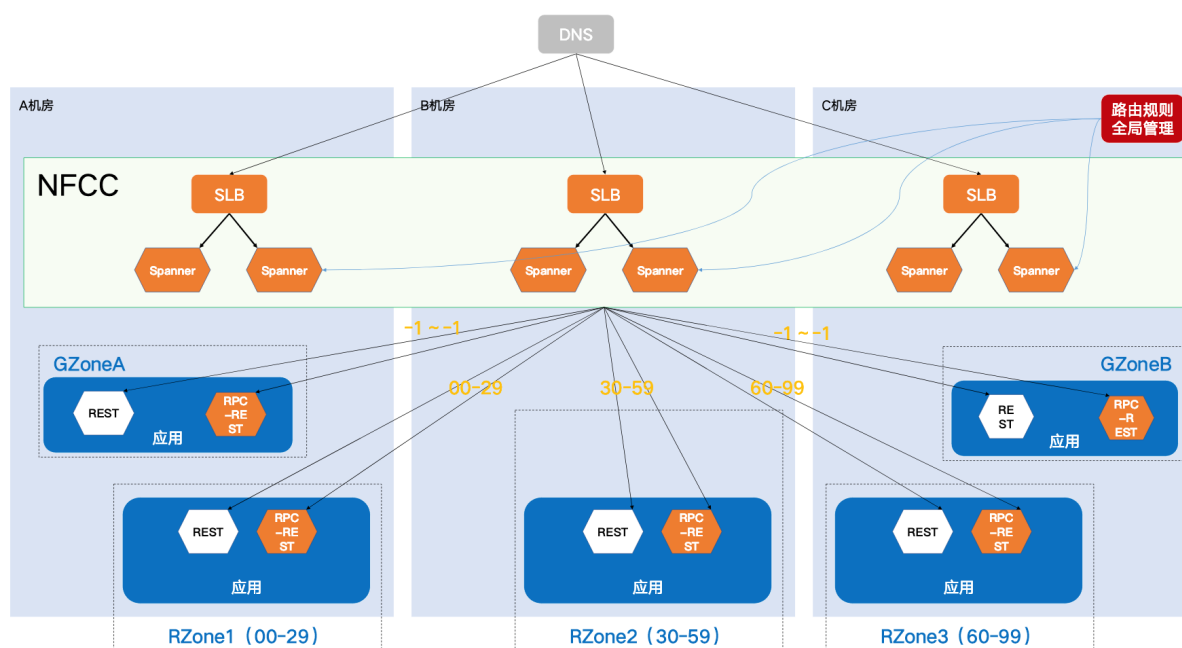 DNS
A机房
B机房
C机房
路由规则
全局管理
NFCC
SLB
SLB
SLB
Spanner
Spanner
Spanner
Spanner
Spanner
Spanner
-1 ~ -1
-1 ~ -1
GZoneA
00-29
30-59
60-99
GZoneB
REST
RPC
-RE
ST
应用
RE
ST
RPC
-R
EST
应用
REST
RPC
-RE
ST
应用
REST
RPC
-RE
ST
应用
REST
RPC
-RE
ST
应用
RZone1（00-29）
RZone2（30-59）
RZone3（60-99）